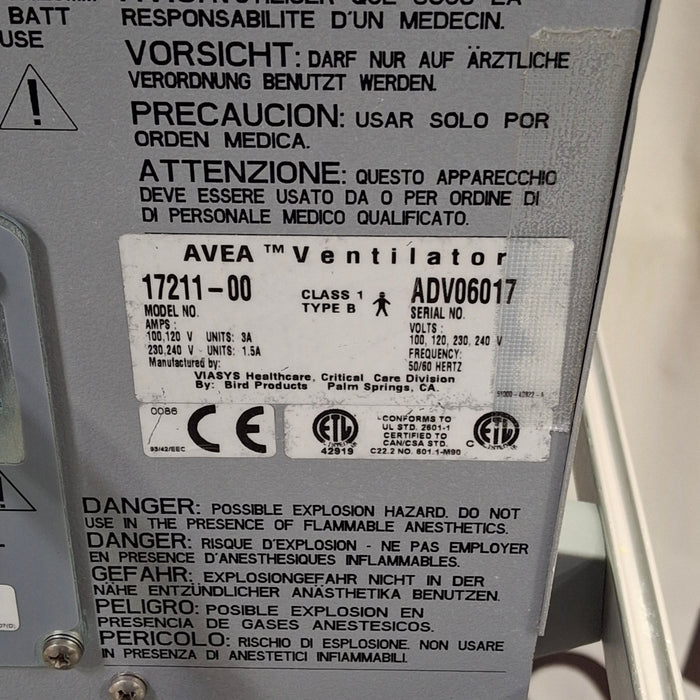 RESPONSABILITE D'UN MEDECIN.
BATT
USE
VORSICHT: DARF NUR AUF ÄRZTLICHE
VERORDNUNG BENUTZT WERDEN.
PRECAUCION: USAR SOLO POR
ORDEN MEDICA.
ATTENZIONE: QUESTO APPARECCHIO
DEVE ESSERE USATO DA O PER ORDINE DI
DI PERSONALE MEDICO QUALIFICATO.
AVEA ™ Ventilator
17211-00 CLASS 1 ADV06017
MODEL NO. TYPE B SERIAL NO.
AMPS:
100,120 V UNITS: 3A
230,240 V UNITS: 1.5A
VOLTS:
100, 120, 230, 240 V
FREQUENCY:
50/60 HERTZ
Manufactured by:
VIASYS Healthcare, Critical Care Division
By: Bird Products Palm Springs, CA.
0086
CE
93/42/EEC
ETL
42919
CONFORMS TO
UL STD. 2601-1
CERTIFIED TO
CAN/CSA STD.
C22.2 NO. 601.1-M90
C ETL
DANGER: POSSIBLE EXPLOSION HAZARD. DO NOT
USE IN THE PRESENCE OF FLAMMABLE ANESTHETICS.
DANGER: RISQUE D'EXPLOSION - NE PAS EMPLOYER
EN PRESENCE D'ANESTHESIQUES INFLAMMABLES.
GEFAHR: EXPLOSIONGEFAHR NICHT IN DER
NÄHE ENTZÜNDLICHER ANÄSTHETIKA BENUTZEN.
PELIGRO: POSIBLE EXPLOSION EN
PRESENCIA DE GASES ANESTESICOS.
PERICOLO: RISCHIO DI ESPLOSIONE. NON USARE
IN PRESENZA DI ANESTETICI INFIAMMABILI.